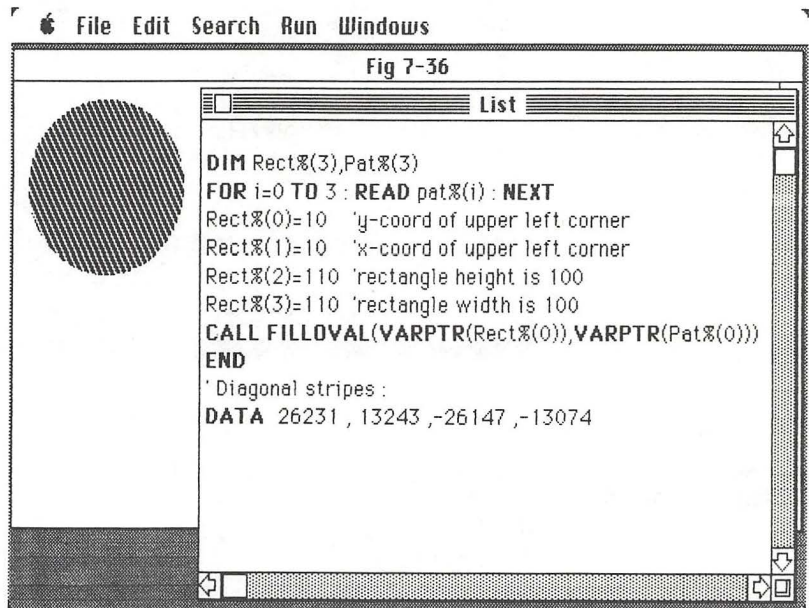 File Edit Search Run Windows
Fig 7-36
List
DIM Rect%(3),Pat%(3)
FOR i=0 TO 3 : READ pat%(i) : NEXT
Rect%(0)=10 'y-coord of upper left corner
Rect%(1)=10 'x-coord of upper left corner
Rect%(2)=110 'rectangle height is 100
Rect%(3)=110 'rectangle width is 100
CALL FILLOVAL(VARPTR(Rect%(0)),VARPTR(Pat%(0)))
END
' Diagonal stripes :
DATA 26231 , 13243 ,-26147 ,-13074